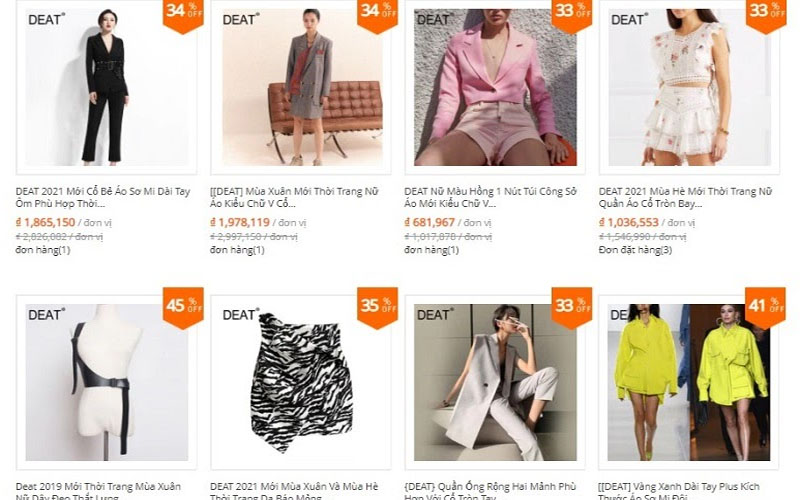 DEAT® 34 % OFF
DEAT® 34 % OFF
DEAT® 33 % OFF
DEAT® 33 % OFF
DEAT 2021 Mới Cổ Bẻ Áo Sơ Mi Dài Tay
Ôm Phù Hợp Thời...
₫ 1,865,150 / đơn vị
₫ 2,826,082 / đơn vị
đơn hàng(1)
[[DEAT] Mùa Xuân Mới Thời Trang Nữ
Áo Kiểu Chữ V Cổ...
₫ 1,978,119 / đơn vị
₫ 2,997,150 / đơn vị
đơn hàng(1)
DEAT Nữ Màu Hồng 1 Nút Túi Công Sở
Áo Mới Kiểu Chữ V...
₫ 681,967 / đơn vị
₫ 1,017,878 / đơn vị
đơn hàng(1)
DEAT 2021 Mùa Hè Mới Thời Trang Nữ
Quần Áo Cổ Tròn Bay...
₫ 1,036,553 / đơn vị
₫ 1,546,990 / đơn vị
Đơn đặt hàng(3)
DEAT® 45 % OFF
DEAT® 35 % OFF
DEAT® 33 % OFF
DEAT® 41 % OFF
Deat 2019 Mới Thời Trang Mùa Xuân
Nữ Dây Đeo Thắt Lưng
DEAT 2021 Mới Mùa Xuân Và Mùa Hè
Thời Trang Da Báo Mông
{DEAT} Quần Ống Rộng Hai Mảnh Phù
Hợp Với Cổ Tròn Tay
[[DEAT] Vàng Xanh Dài Tay Plus Kích
Thước Áo Sơ Mi Đôi